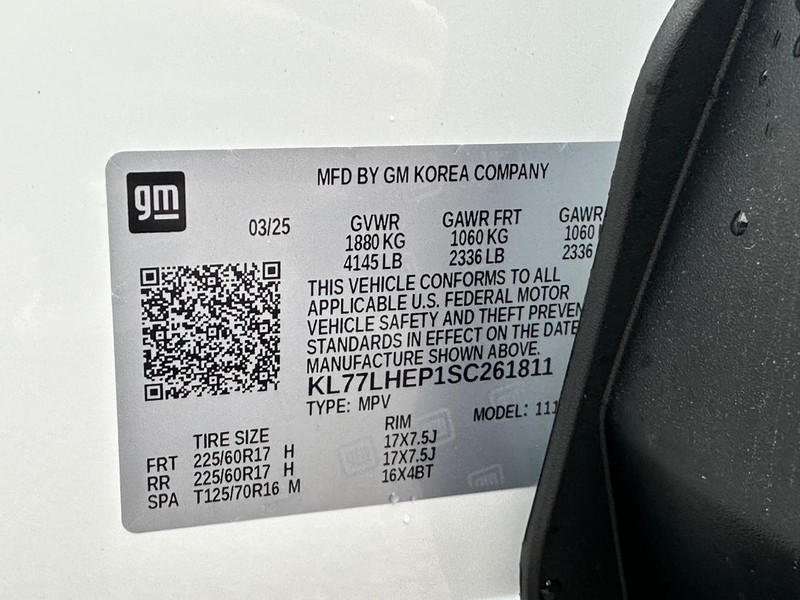 gm
MFD BY GM KOREA COMPANY
03/25 GVWR GAWR FRT GAWR
1880 KG 1060 KG 1060
4145 LB 2336 LB 2336
THIS VEHICLE CONFORMS TO ALL
APPLICABLE U.S. FEDERAL MOTOR
VEHICLE SAFETY AND THEFT PREVEN
STANDARDS IN EFFECT ON THE DATE
MANUFACTURE SHOWN ABOVE.
KL77LHEP1SC261811
TYPE: MPV MODEL: 111
TIRE SIZE RIM
FRT 225/60R17 H 17X7.5J
RR 225/60R17 H 17X7.5J
SPA T125/70R16 M 16X4BT